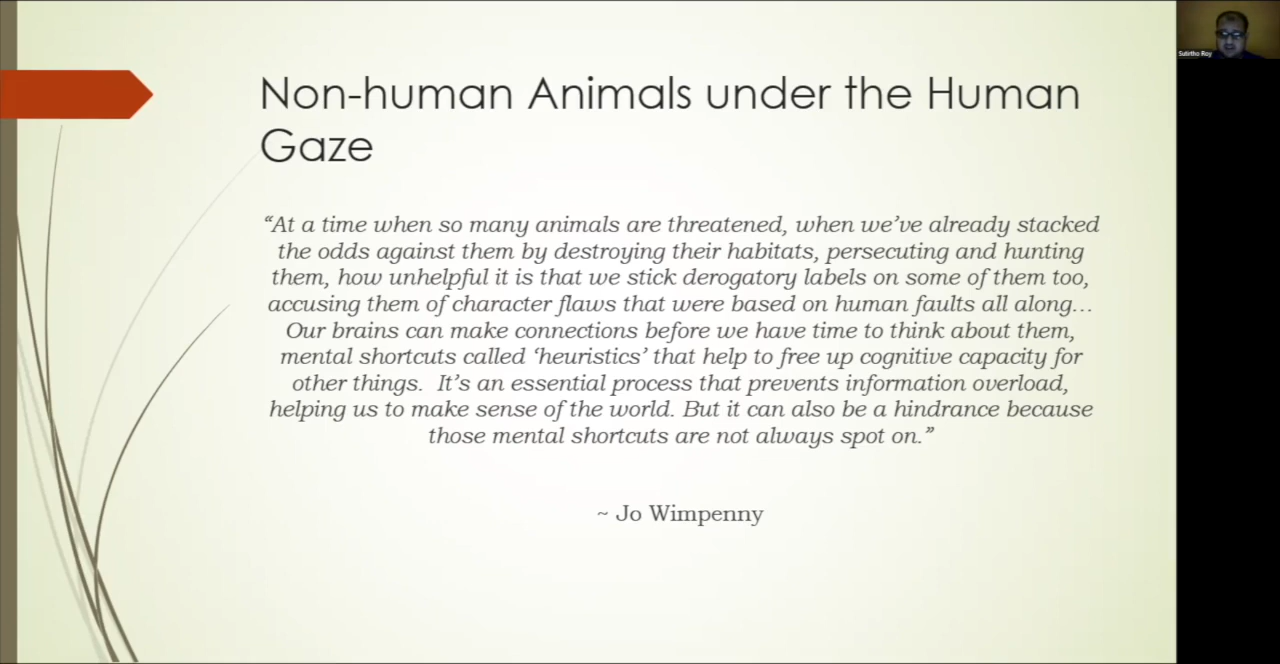 Non-human Animals under the Human
Gaze
“At a time when so many animals are threatened, when we’ve already stacked
the odds against them by destroying their habitats, persecuting and hunting
them, how unhelpful it is that we stick derogatory labels on some of them too,
accusing them of character flaws that were based on human faults all along…
Our brains can make connections before we have time to think about them,
mental shortcuts called ‘heuristics’ that help to free up cognitive capacity for
other things.  It’s an essential process that prevents information overload,
helping us to make sense of the world. But it can also be a hindrance because
those mental shortcuts are not always spot on.”
~ Jo Wimpenny
Sutirtho Roy